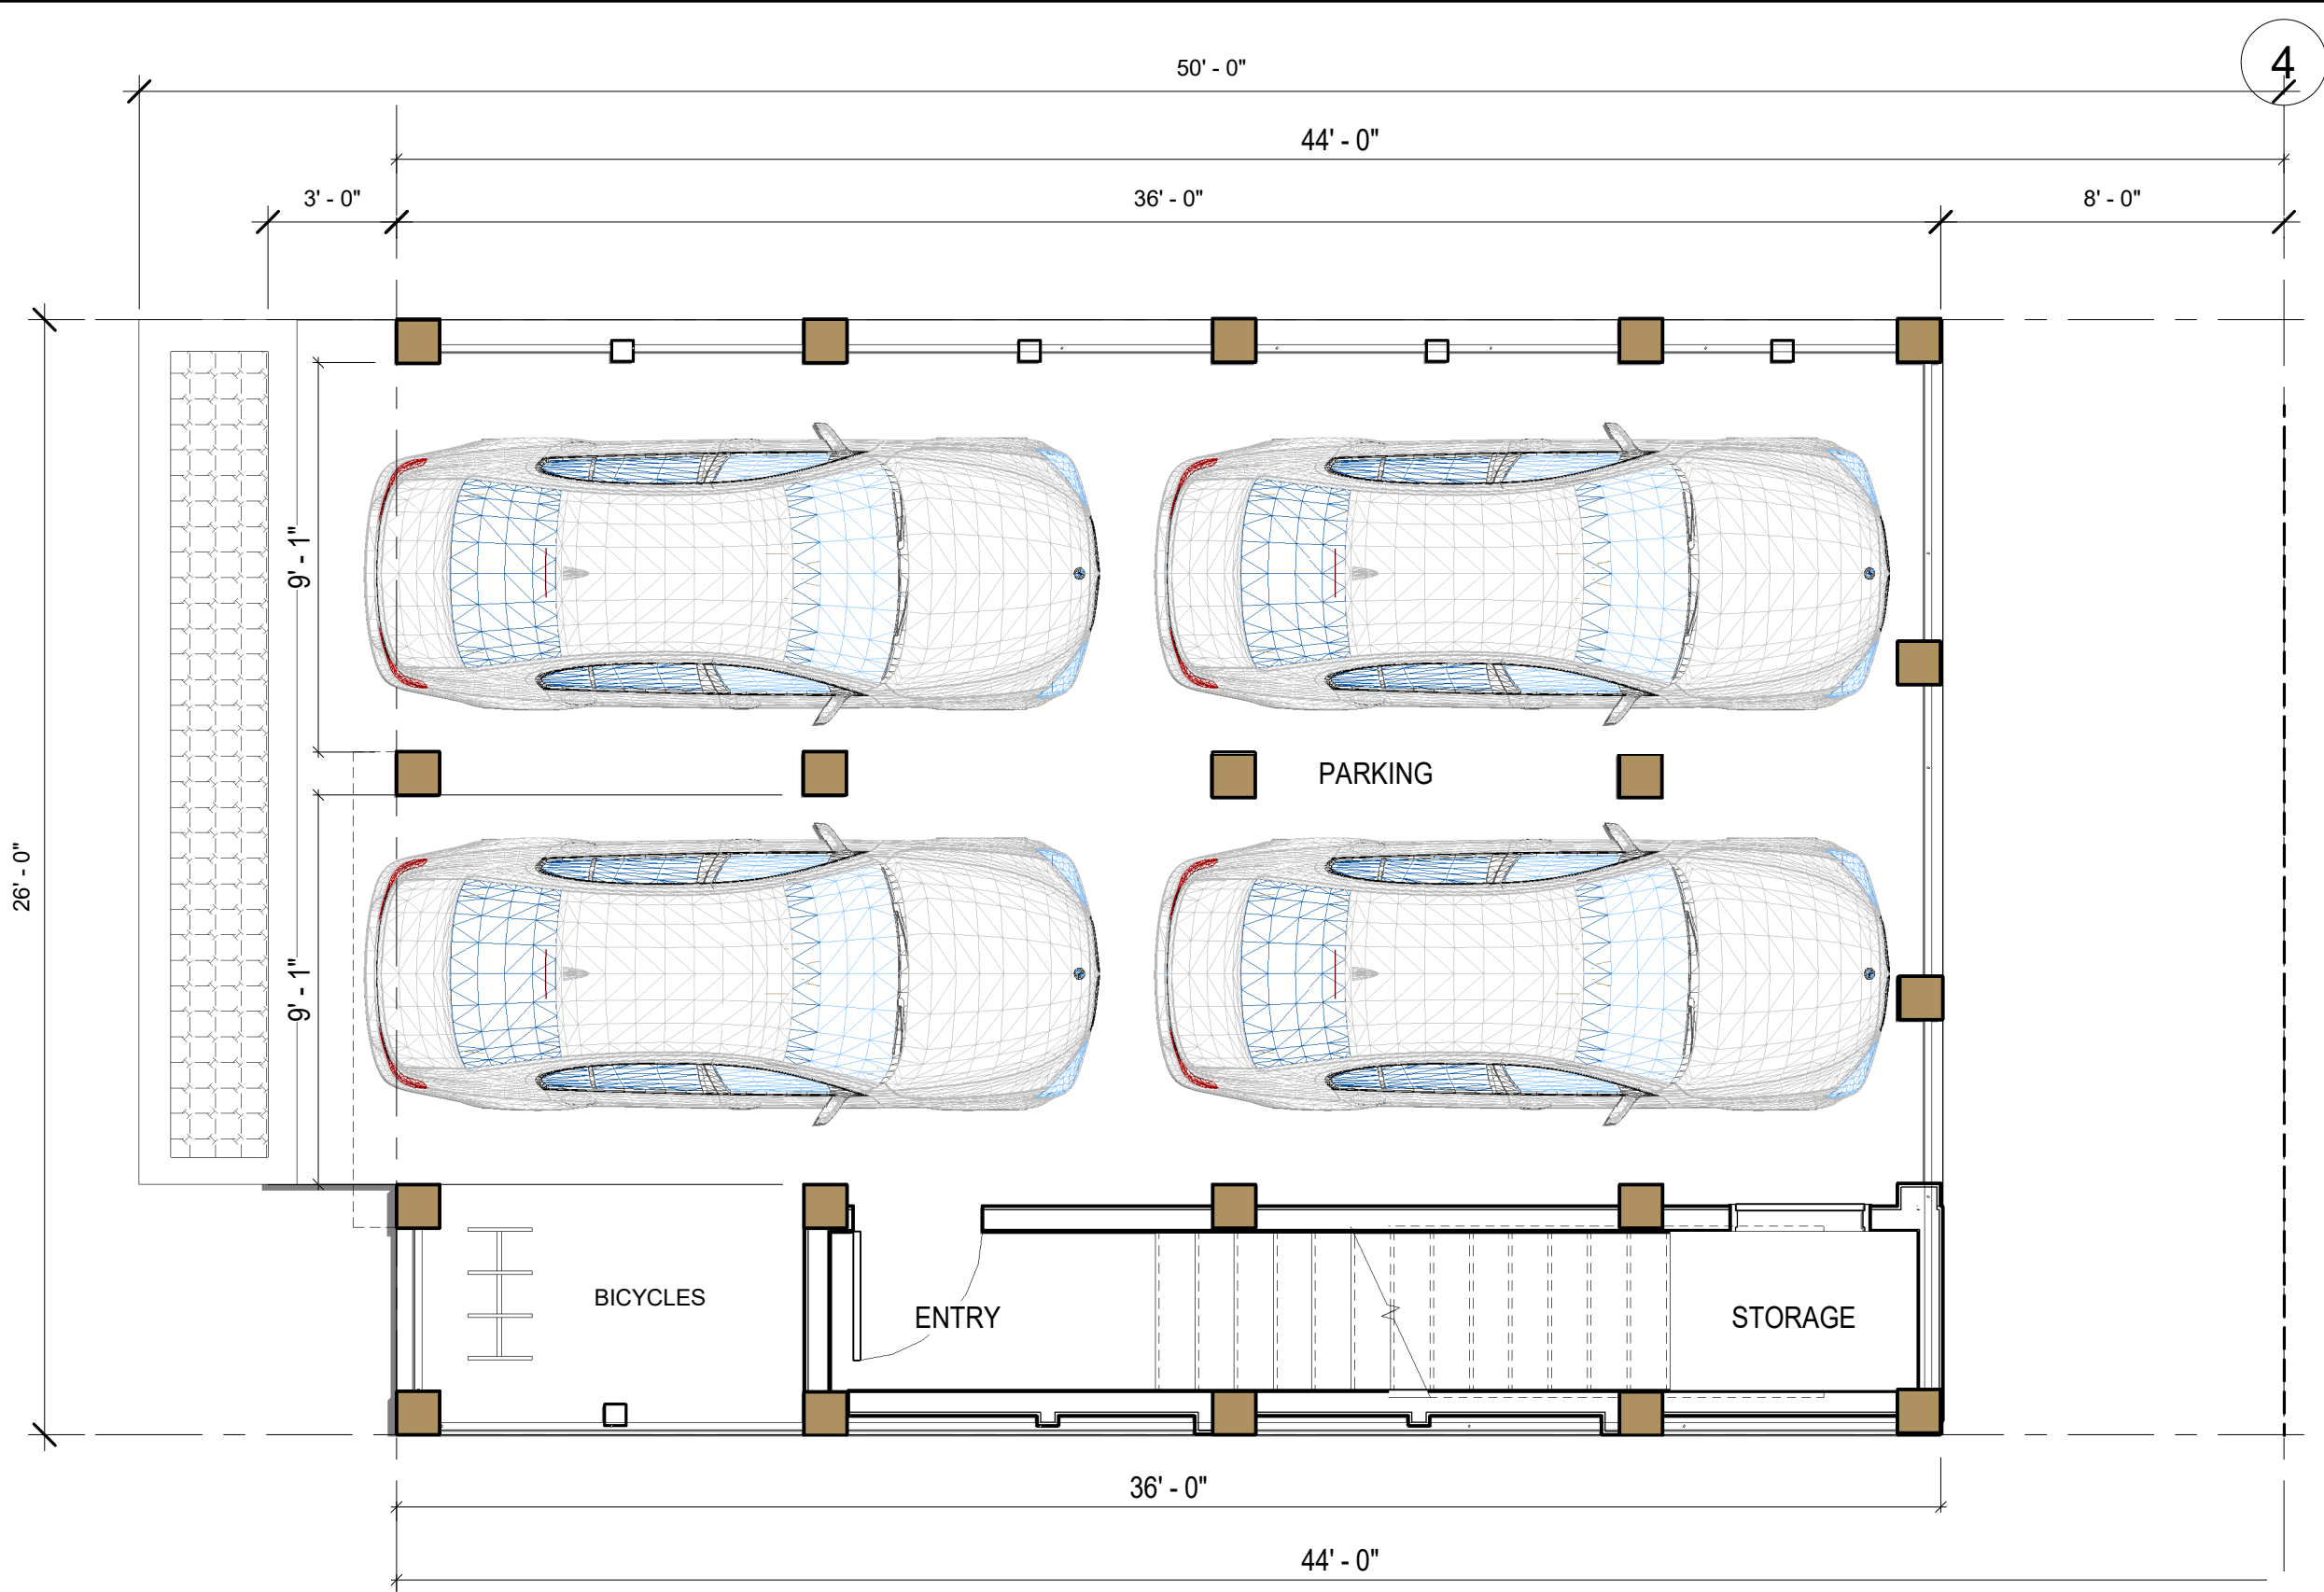 4
50' - 0"
44' - 0"
3' - 0"
36' - 0"
8' - 0"
9' - 1"
PARKING
26' - 0"
9' - 1"
BICYCLES
ENTRY
STORAGE
36' - 0"
44' - 0"